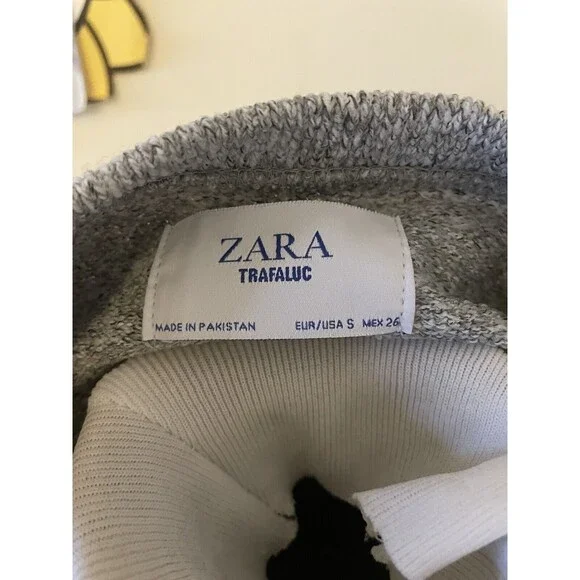 ZARA
TRAFALUC
MADE IN PAKISTAN EUR/USA S MEX 26